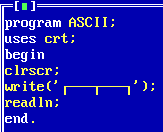 [■]
program ASCII;
uses crt;
begin
clrscr;
write('┌──┬──┐');
readln;
end.